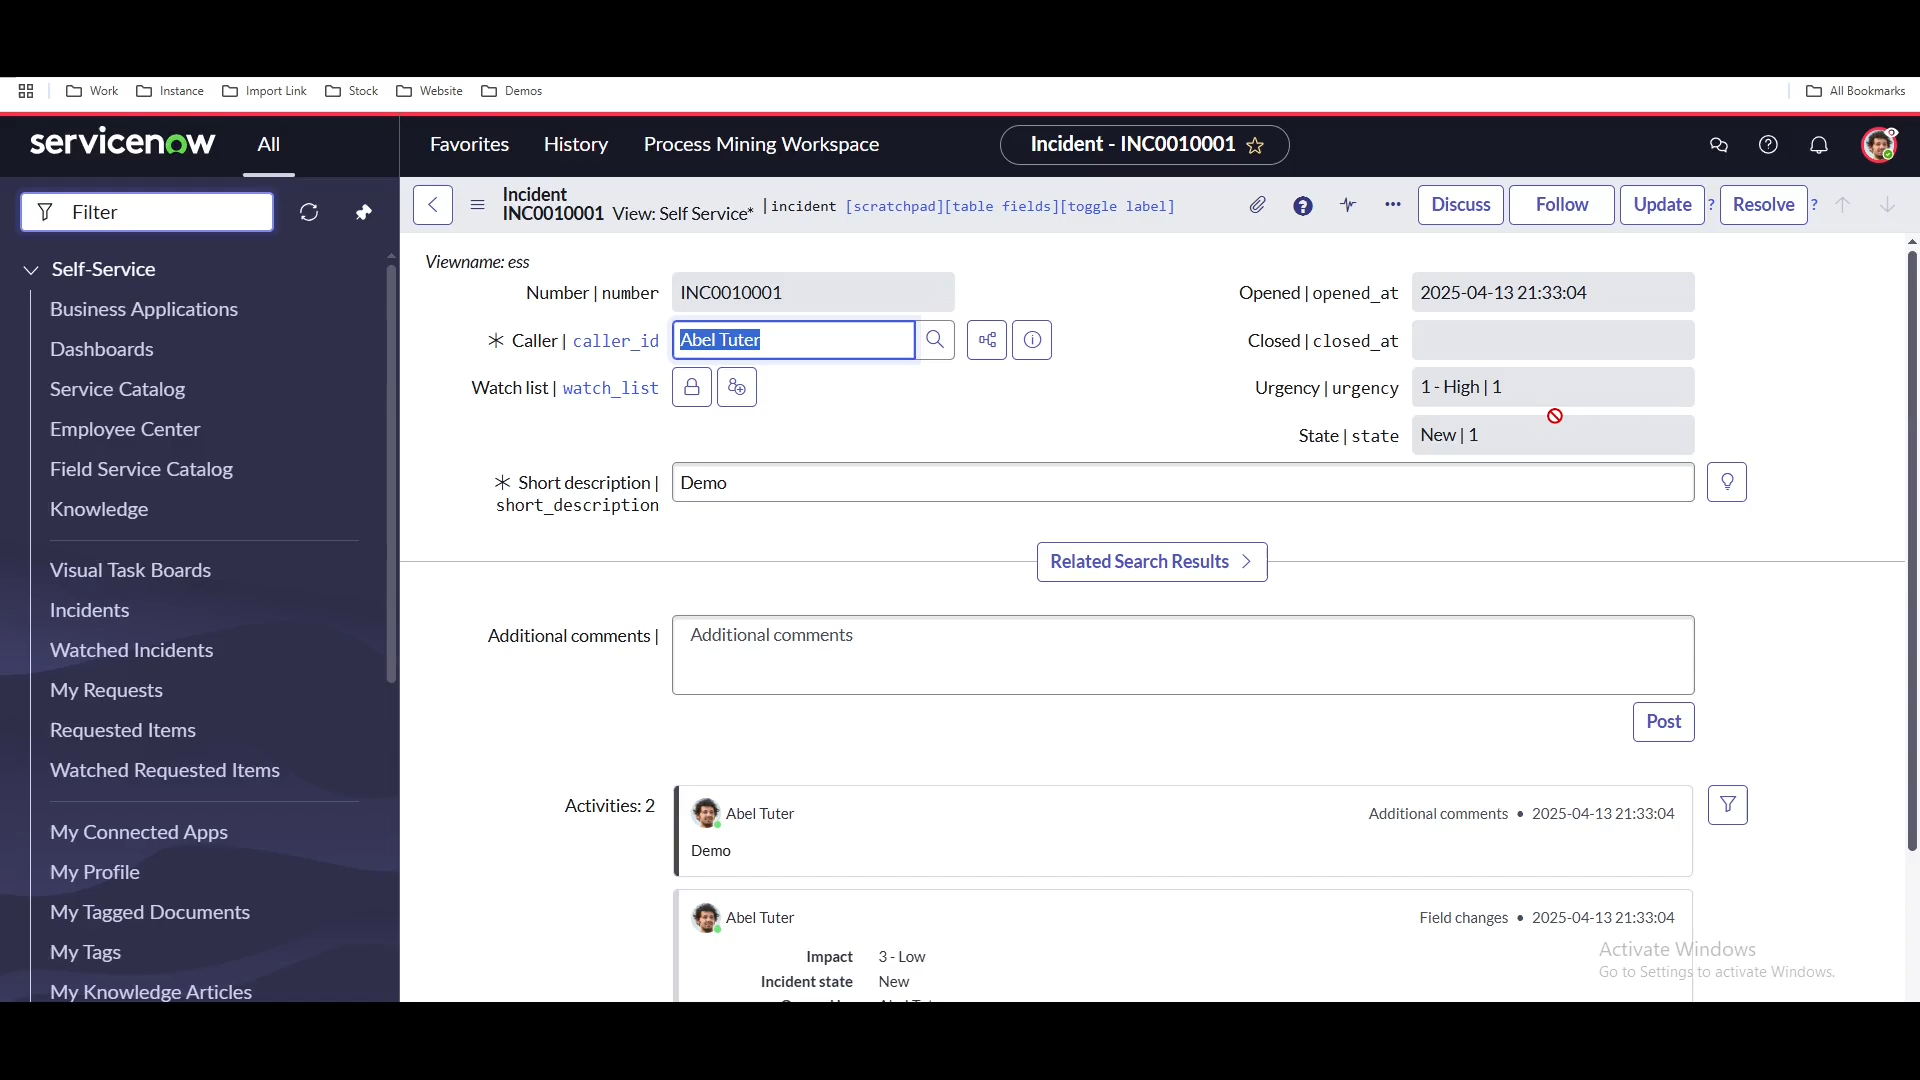 Work Instance Import Link Stock Website Demos All Bookmarks
servicenow All Favorites History Process Mining Workspace Incident - INC0010001
Filter
Incident
INC0010001 View: Self Service* |incident [scratchpad][table fields][toggle label] Discuss Follow Update ? Resolve ?
Self-Service
Business Applications
Dashboards
Service Catalog
Employee Center
Field Service Catalog
Knowledge
Visual Task Boards
Incidents
Watched Incidents
My Requests
Requested Items
Watched Requested Items
My Connected Apps
My Profile
My Tagged Documents
My Tags
My Knowledge Articles
Viewname: ess
Number | number INC0010001
Opened | opened_at 2025-04-13 21:33:04
Caller | caller_id Abel Tuter
Closed | closed_at
Watch list | watch_list
Urgency | urgency 1 - High | 1
State | state New | 1
Short description |
short_description
Demo
Related Search Results
Additional comments | Additional comments
Post
Activities: 2
Abel Tuter Additional comments • 2025-04-13 21:33:04
Demo
Abel Tuter Field changes • 2025-04-13 21:33:04
Impact 3 - Low
Incident state New
Activate Windows
Go to Settings to activate Windows.